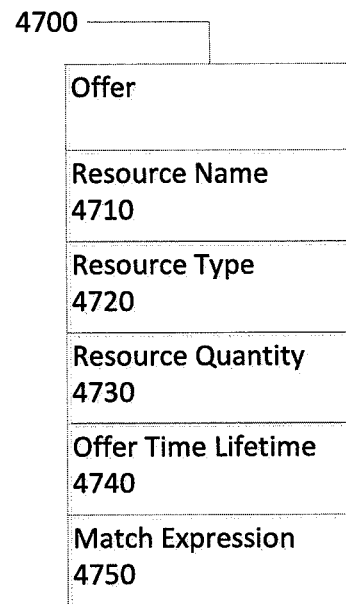 4700
Offer
Resource Name
4710
Resource Type
4720
Resource Quantity
4730
Offer Time Lifetime
4740
Match Expression
4750